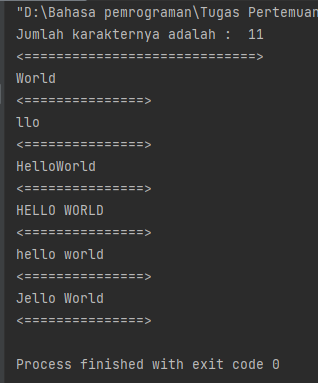 "D:\Bahasa pemrograman\Tugas Pertemuan
Jumlah karakternya adalah :  11
<=============================>
World
<===============>
llo
<===============>
HelloWorld
<===============>
HELLO WORLD
<===============>
hello world
<===============>
Jello World
<===============>
Process finished with exit code 0